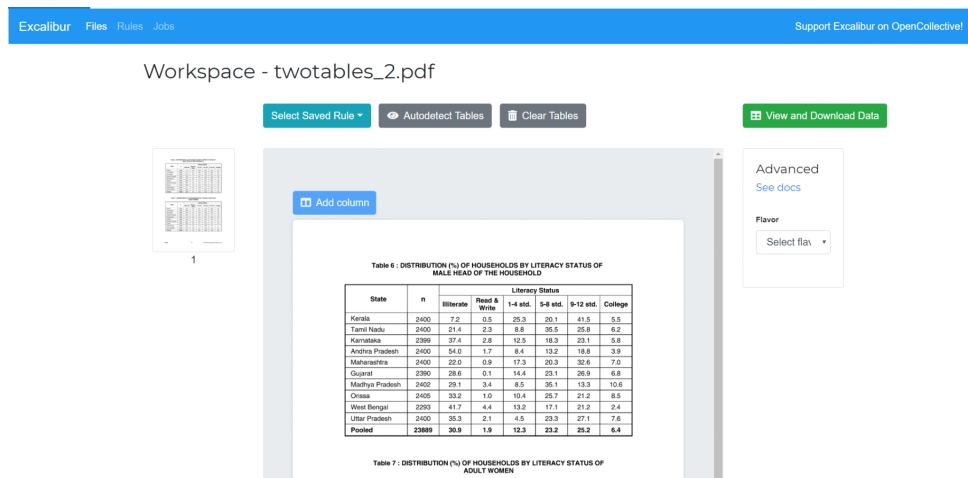 Excalibur Files Rules Jobs Support Excalibur on OpenCollective!
Workspace - twotables_2.pdf
Select Saved Rule Autodetect Tables Clear Tables View and Download Data
1
Add column
Advanced
See docs
Flavor
Select flav
Table 6 : DISTRIBUTION (%) OF HOUSEHOLDS BY LITERACY STATUS OF
MALE HEAD OF THE HOUSEHOLD
State n Literacy Status
Illiterate Read & Write 1-4 std. 5-8 std. 9-12 std. College
Kerala 2400 7.2 0.5 25.3 20.1 41.5 5.5
Tamil Nadu 2400 21.4 2.3 8.8 35.5 25.8 6.2
Karnataka 2399 37.4 2.8 12.5 18.3 23.1 5.8
Andhra Pradesh 2400 54.0 1.7 8.4 13.2 18.8 3.9
Maharashtra 2400 22.0 0.9 17.3 20.3 32.6 7.0
Gujarat 2390 28.6 0.1 14.4 23.1 26.9 6.8
Madhya Pradesh 2402 29.1 3.4 8.5 35.1 13.3 10.6
Orissa 2405 33.2 1.0 10.4 25.7 21.2 8.5
West Bengal 2293 41.7 4.4 13.2 17.1 21.2 2.4
Uttar Pradesh 2400 35.3 2.1 4.5 23.3 27.1 7.6
Pooled 23889 30.9 1.9 12.3 23.2 25.2 6.4
Table 7 : DISTRIBUTION (%) OF HOUSEHOLDS BY LITERACY STATUS OF
ADULT WOMEN